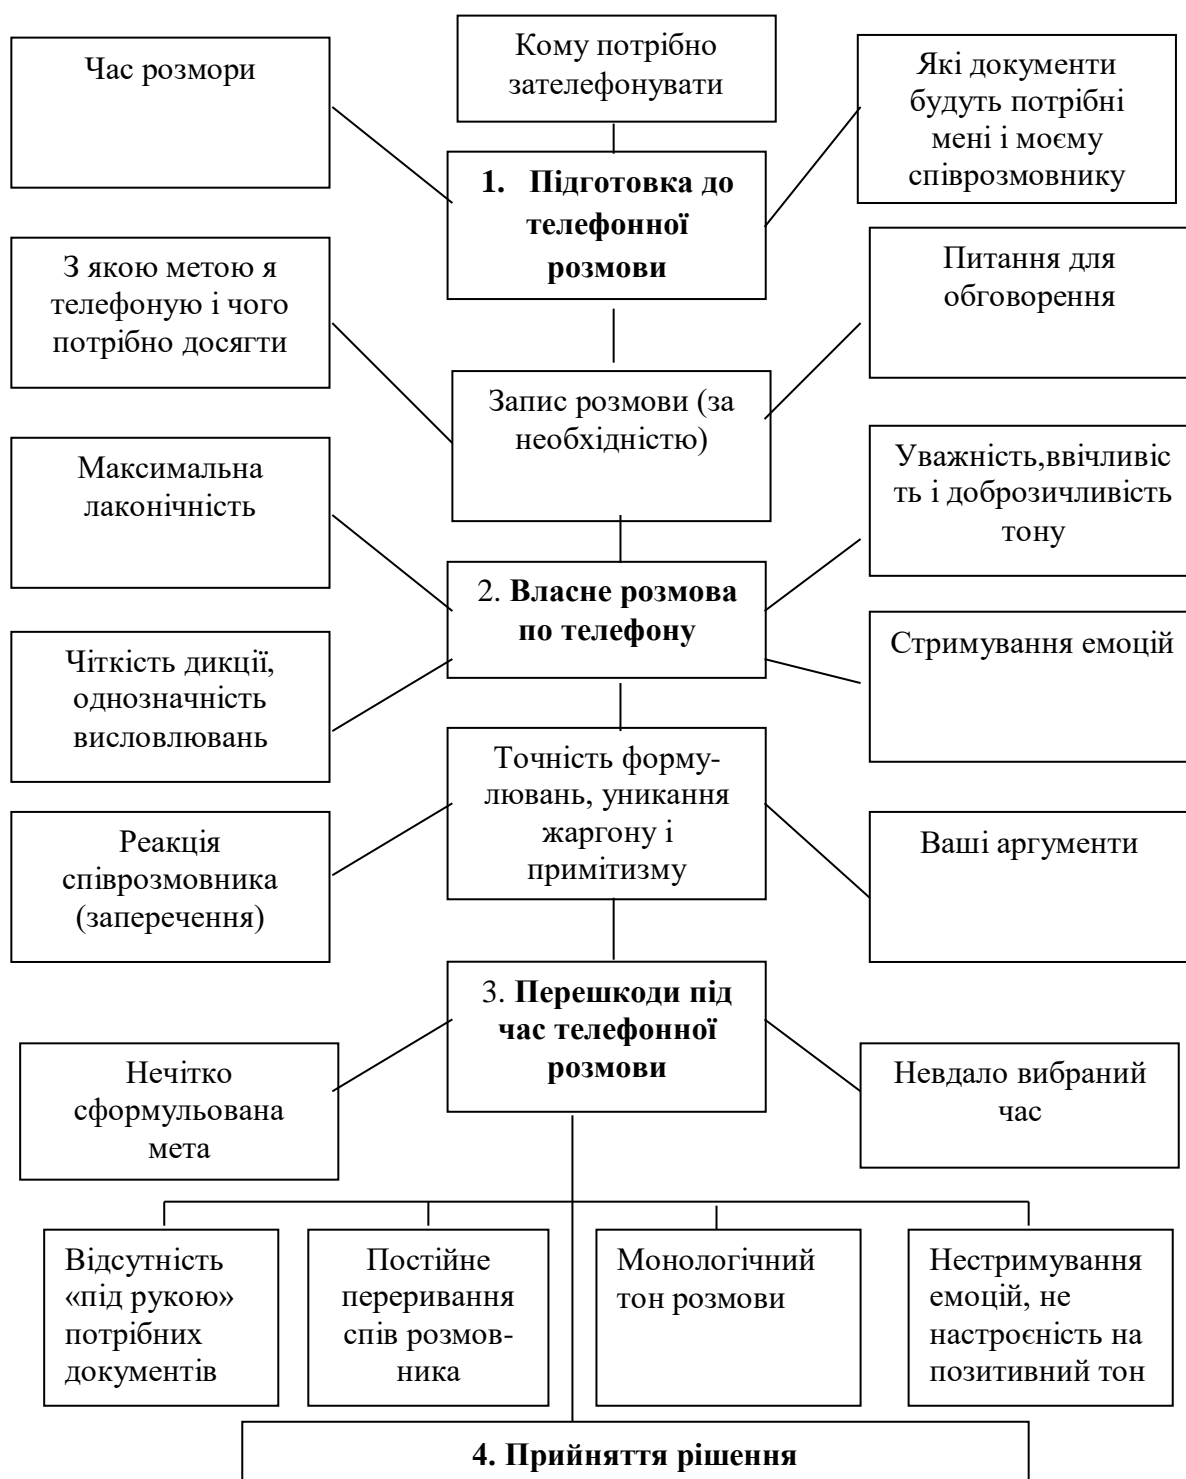 Час розмори
Кому потрібно
зателефонувати
Які документи
будуть потрібні
мені і моєму
співрозмовнику
1. Підготовка до
телефонної
розмови
З якою метою я
телефоную і чого
потрібно досягти
Питання для
обговорення
Запис розмови (за
необхідністю)
Максимальна
лаконічність
Уважність,ввічливіс
ть і доброзичливість
тону
2. Власне розмова
по телефону
Чіткість дикції,
однозначність
висловлювань
Стримування емоцій
Точність форму-
лювань, уникання
жаргону і
примітизму
Реакція
співрозмовника
(заперечення)
Ваші аргументи
3. Перешкоди під
час телефонної
розмови
Нечітко
сформульована
мета
Невдало вибраний
час
Відсутність
«під рукою»
потрібних
документів
Постійне
переривання
спів розмов-
ника
Монологічний
тон розмови
Нестримування
емоцій, не
настроєність на
позитивний тон
4. Прийняття рішення